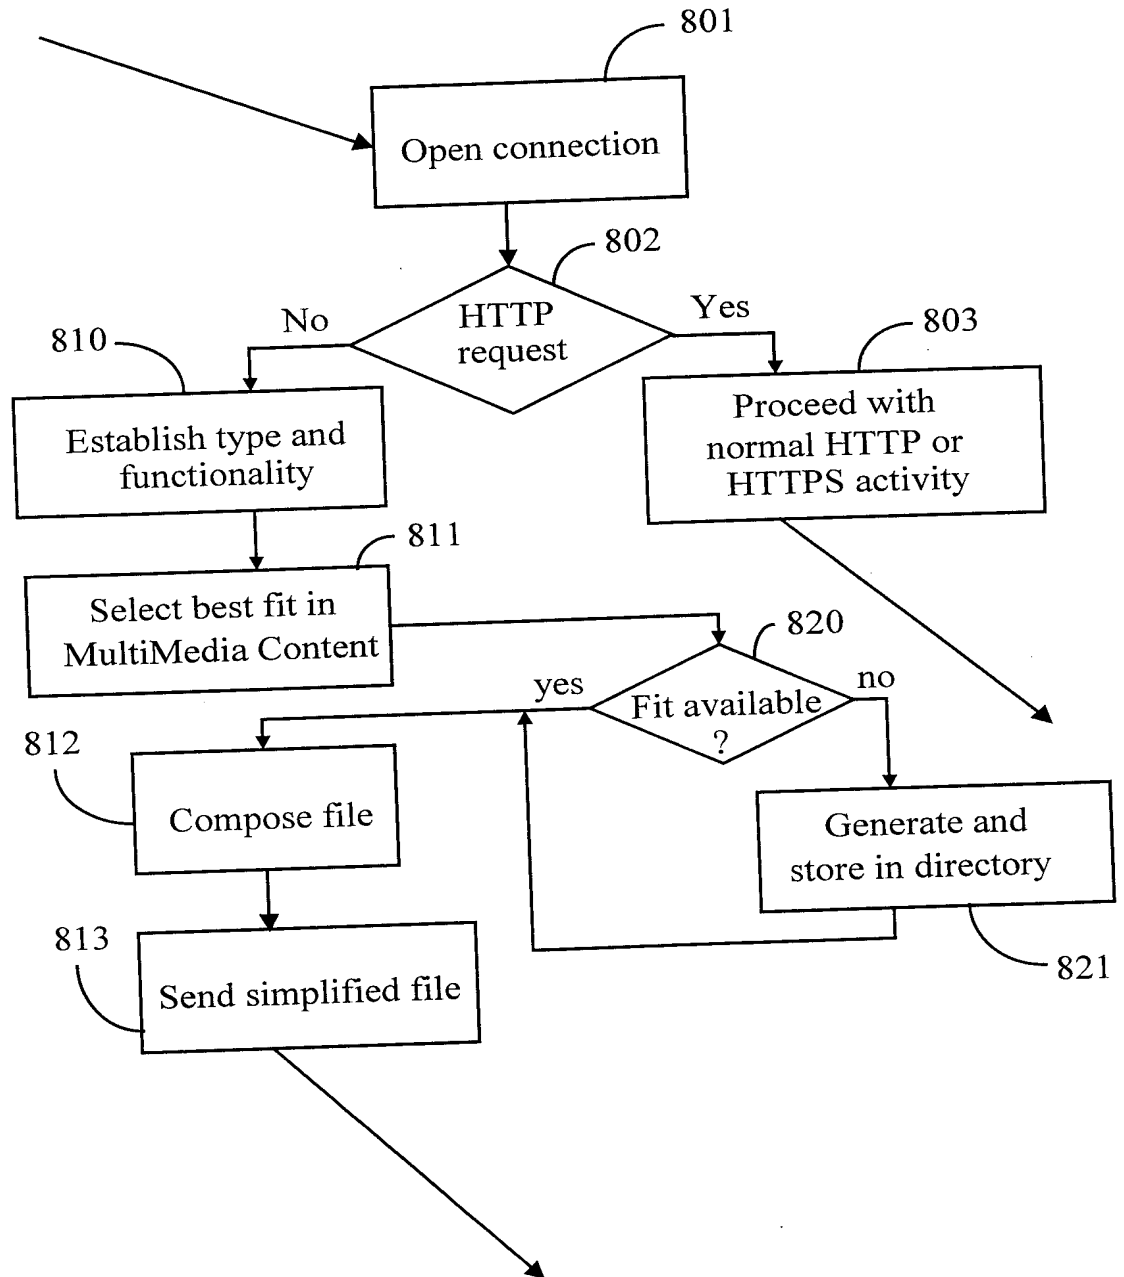 801
Open connection
802
HTTP
request
No
Yes
810
803
Establish type and
functionality
Proceed with
normal HTTP or
HTTPS activity
811
Select best fit in
MultiMedia Content
820
yes
no
Fit available
?
812
Compose file
Generate and
store in directory
813
821
Send simplified file